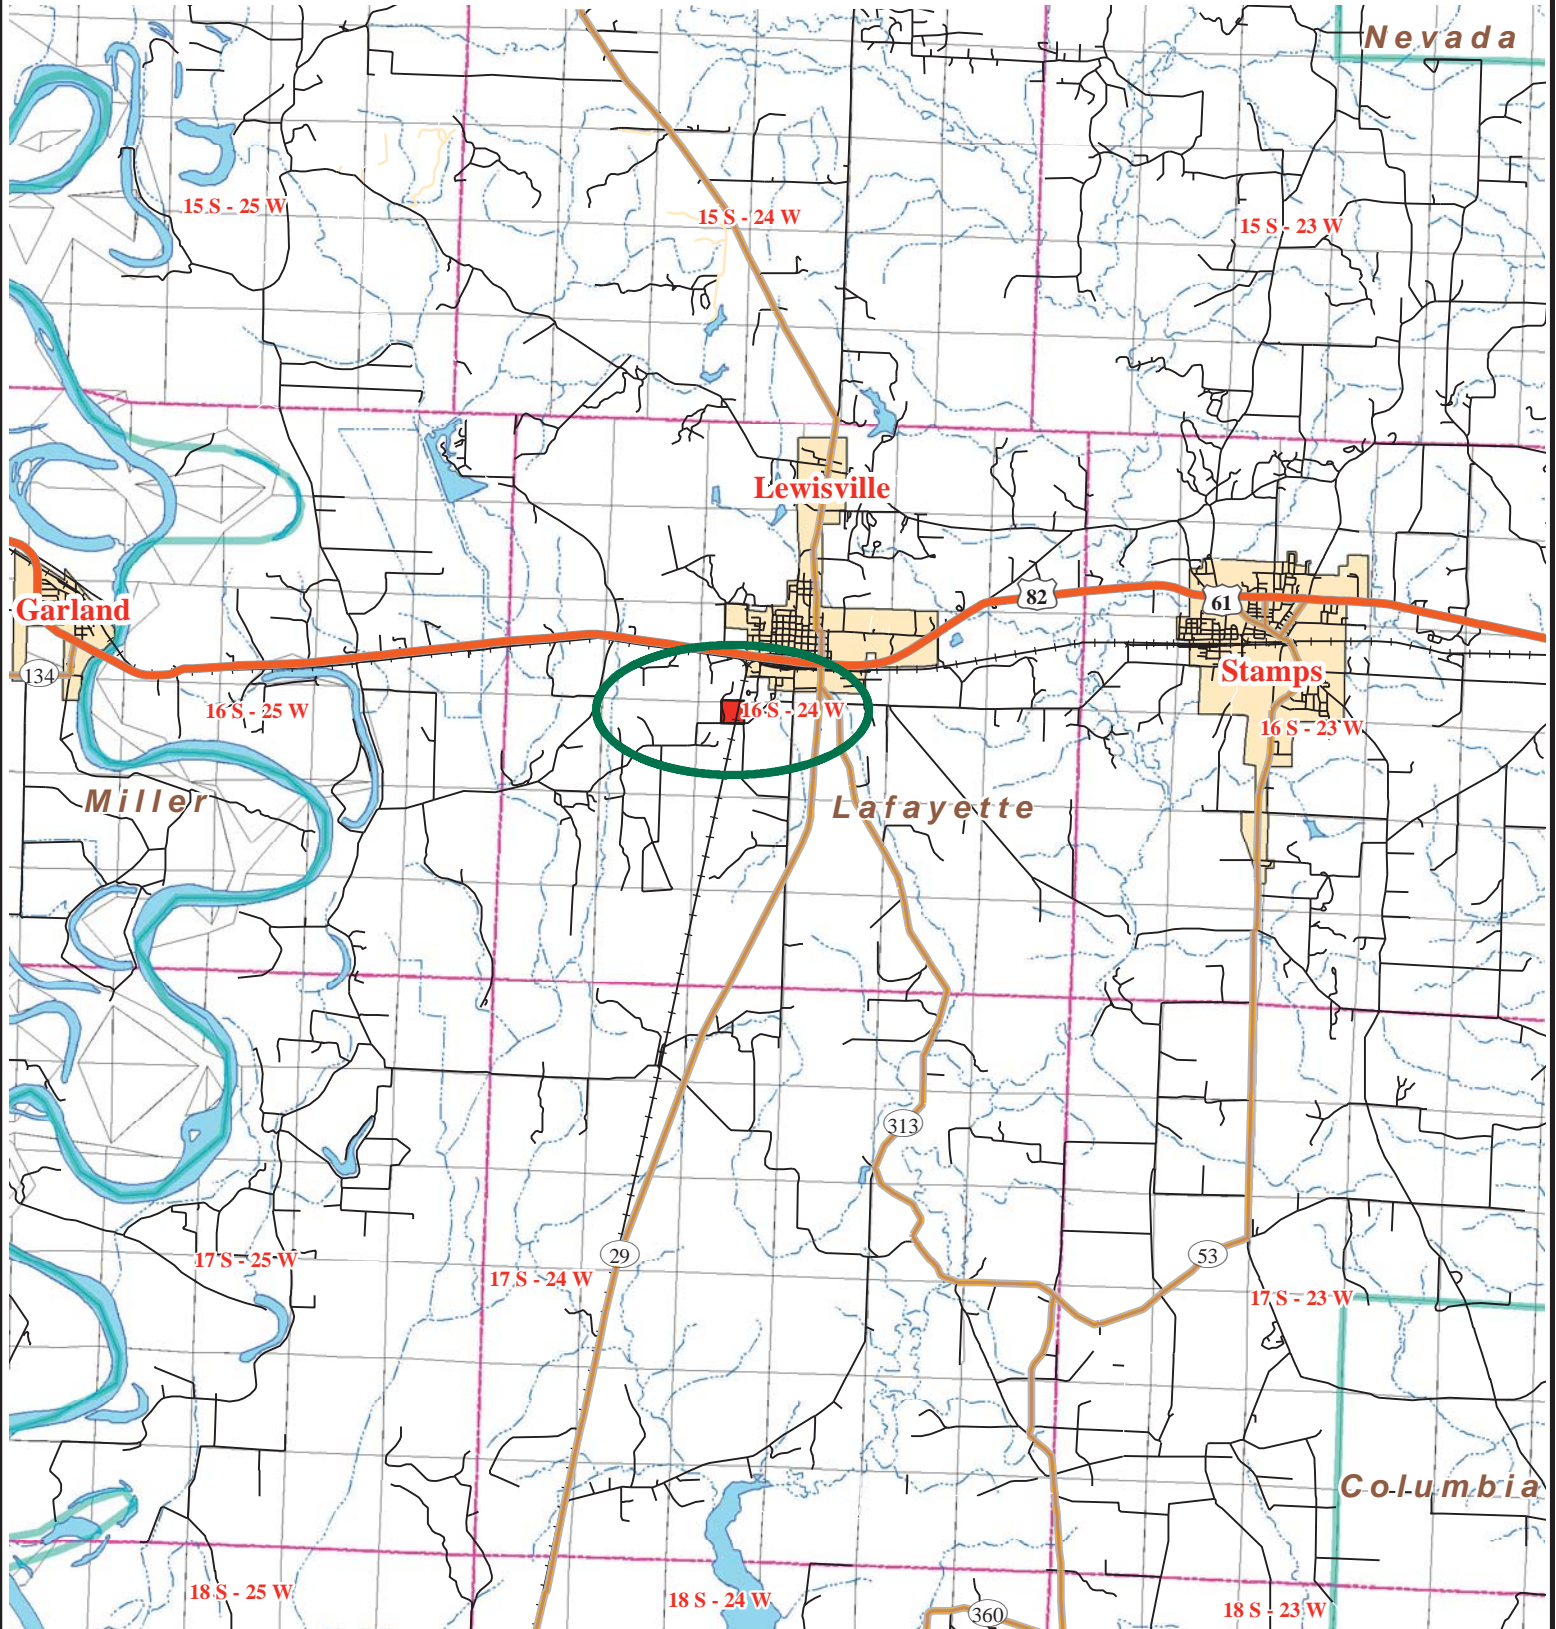 Nevada
15 S - 25 W
15 S - 24 W
15 S - 23 W
Lewisville
82
61
Garland
134
Stamps
16 S - 25 W
16 S - 24 W
16 S - 23 W
Miller
Lafayette
313
29
53
17 S - 25 W
17 S - 24 W
17 S - 23 W
Columbia
18 S - 25 W
18 S - 24 W
18 S - 23 W
360